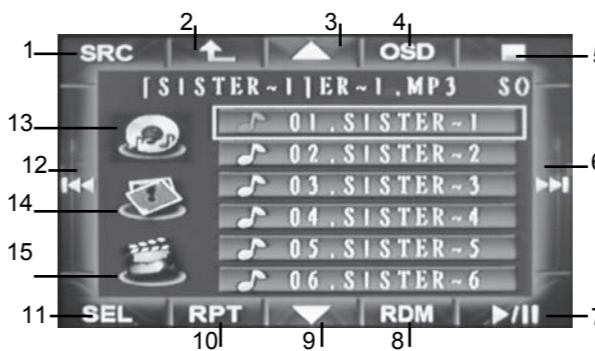 2 3 4
1 SRC OSD 5
[SISTER~1]ER~1.MP3 SO
13 01.SISTER~1
02.SISTER~2
12 03.SISTER~3 6
14 04.SISTER~4
15 05.SISTER~5
06.SISTER~6
11 SEL RPT RDM 7
10 9 8